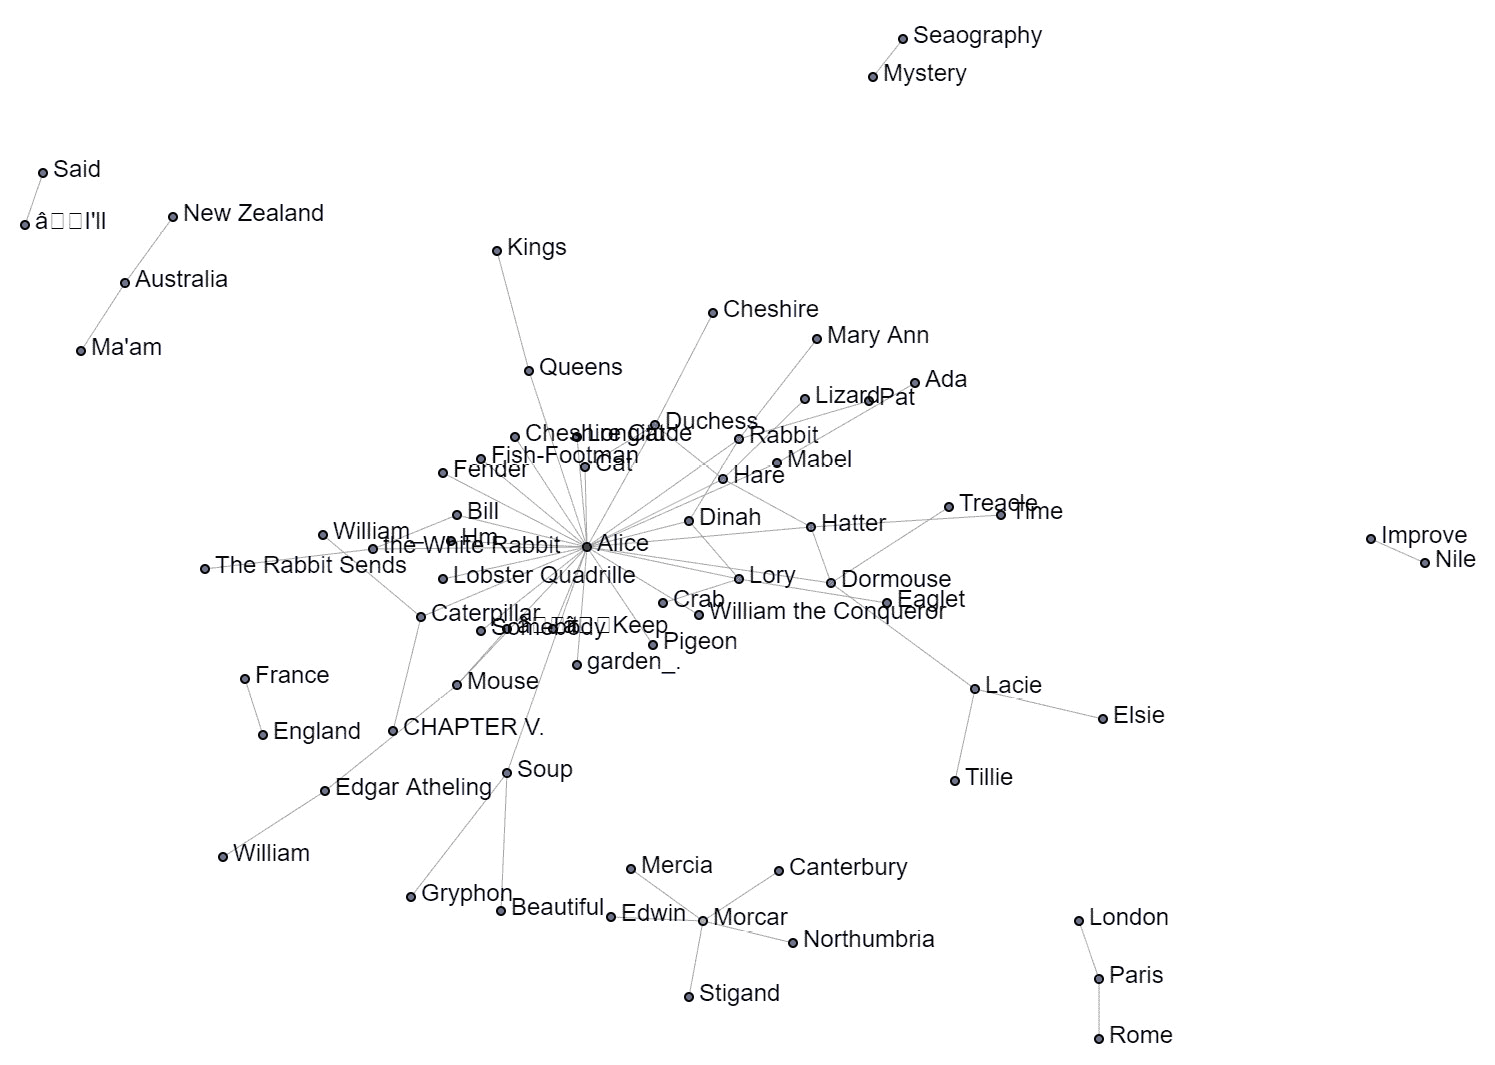 Seaography
Mystery
Said
â▯▯I'll
New Zealand
Kings
Australia
Cheshire
Mary Ann
Ma'am
Queens
Ada
Lizard
Pat
Duchess
Cheshire Cat
Longitude
Rabbit
Fish-Footman
Mabel
Cat
Fender
Hare
Treacle
Time
Bill
Dinah
Hatter
William_
Hm
the White Rabbit
Alice
Improve
Nile
The Rabbit Sends
Lobster Quadrille
Lory
Dormouse
Crab
Eaglet
William the Conqueror
Caterpillar
Somebody
Keep
Pigeon
garden_.
France
Mouse
Lacie
Elsie
England
CHAPTER V.
Soup
Tillie
Edgar Atheling
William
Mercia
Canterbury
Gryphon
Beautiful
Edwin
Morcar
London
Northumbria
Paris
Stigand
Rome